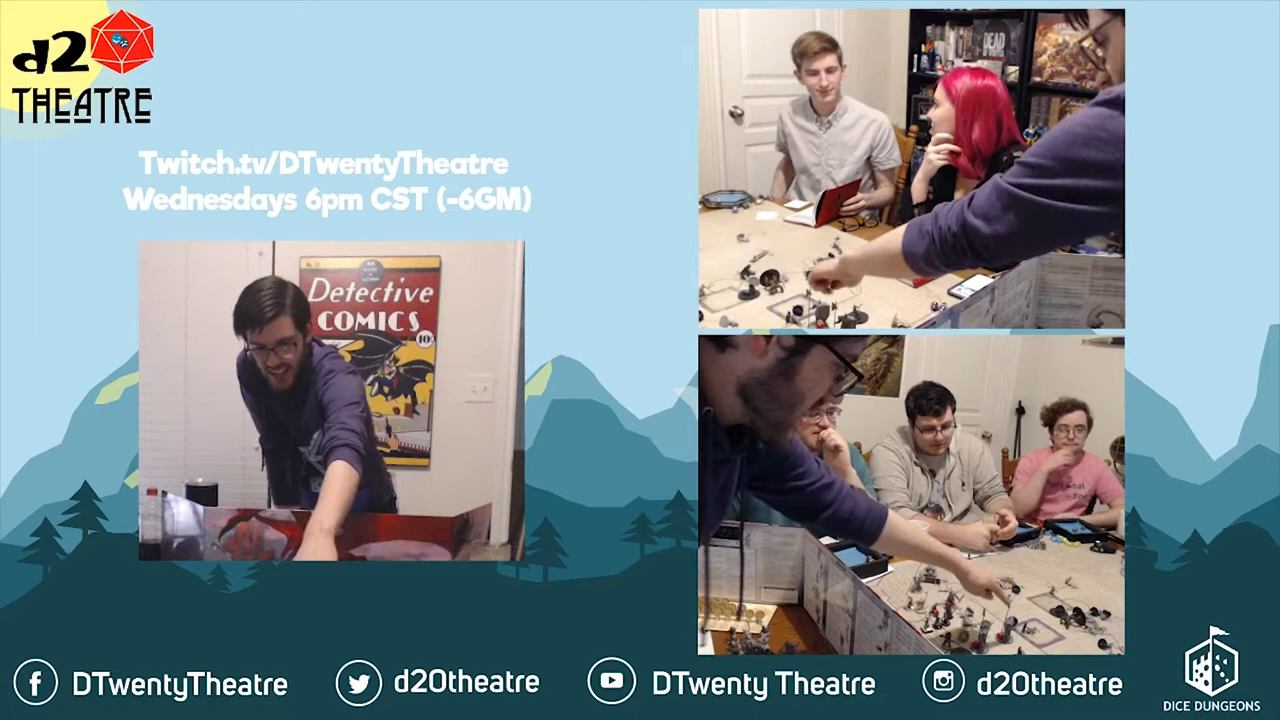 d20
THEATRE
Twitch.tv/DTwentyTheatre
Wednesdays 6pm CST (-6GM)
Detective
COMICS
10¢
DEAD
DTwentyTheatre
d20theatre
DTwenty Theatre
d20theatre
DICE DUNGEONS